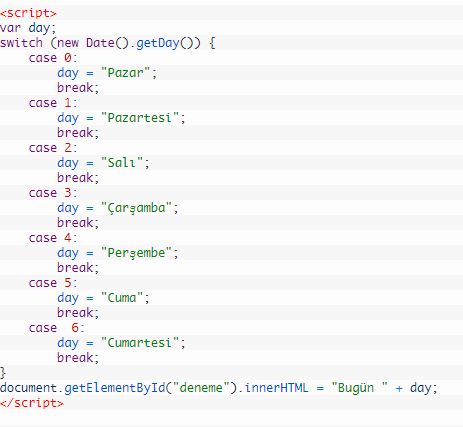 <script>
var day;
switch (new Date().getDay()) {
    case 0:
        day = "Pazar";
        break;
    case 1:
        day = "Pazartesi";
        break;
    case 2:
        day = "Salı";
        break;
    case 3:
        day = "Çarşamba";
        break;
    case 4:
        day = "Perşembe";
        break;
    case 5:
        day = "Cuma";
        break;
    case  6:
        day = "Cumartesi";
        break;
}
document.getElementById("deneme").innerHTML = "Bugün " + day;
</script>